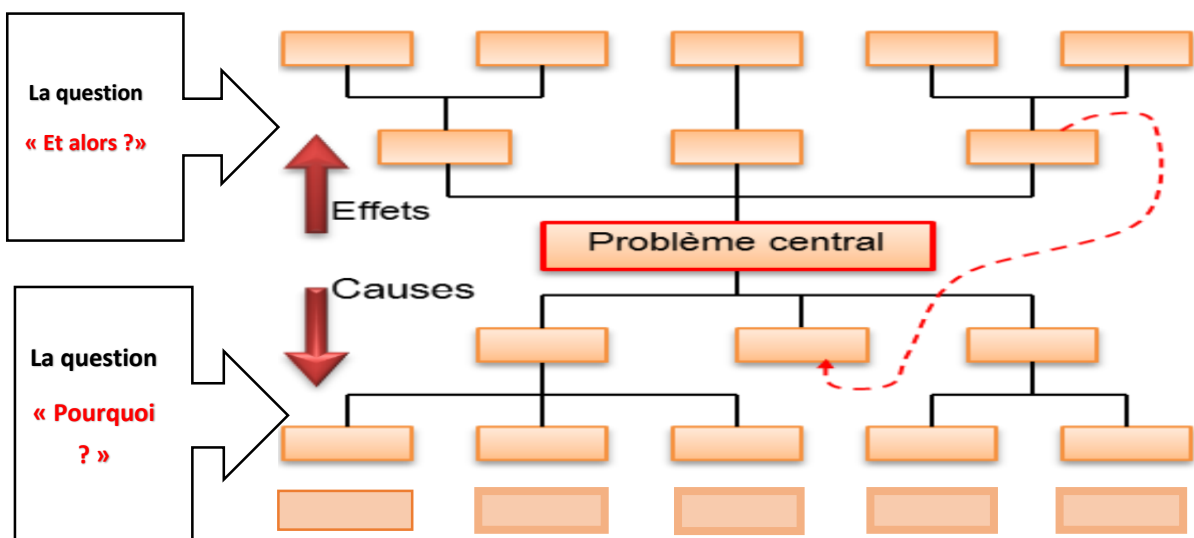 La question
« Et alors ?»
Effets
Problème central
Causes
La question
« Pourquoi
? »